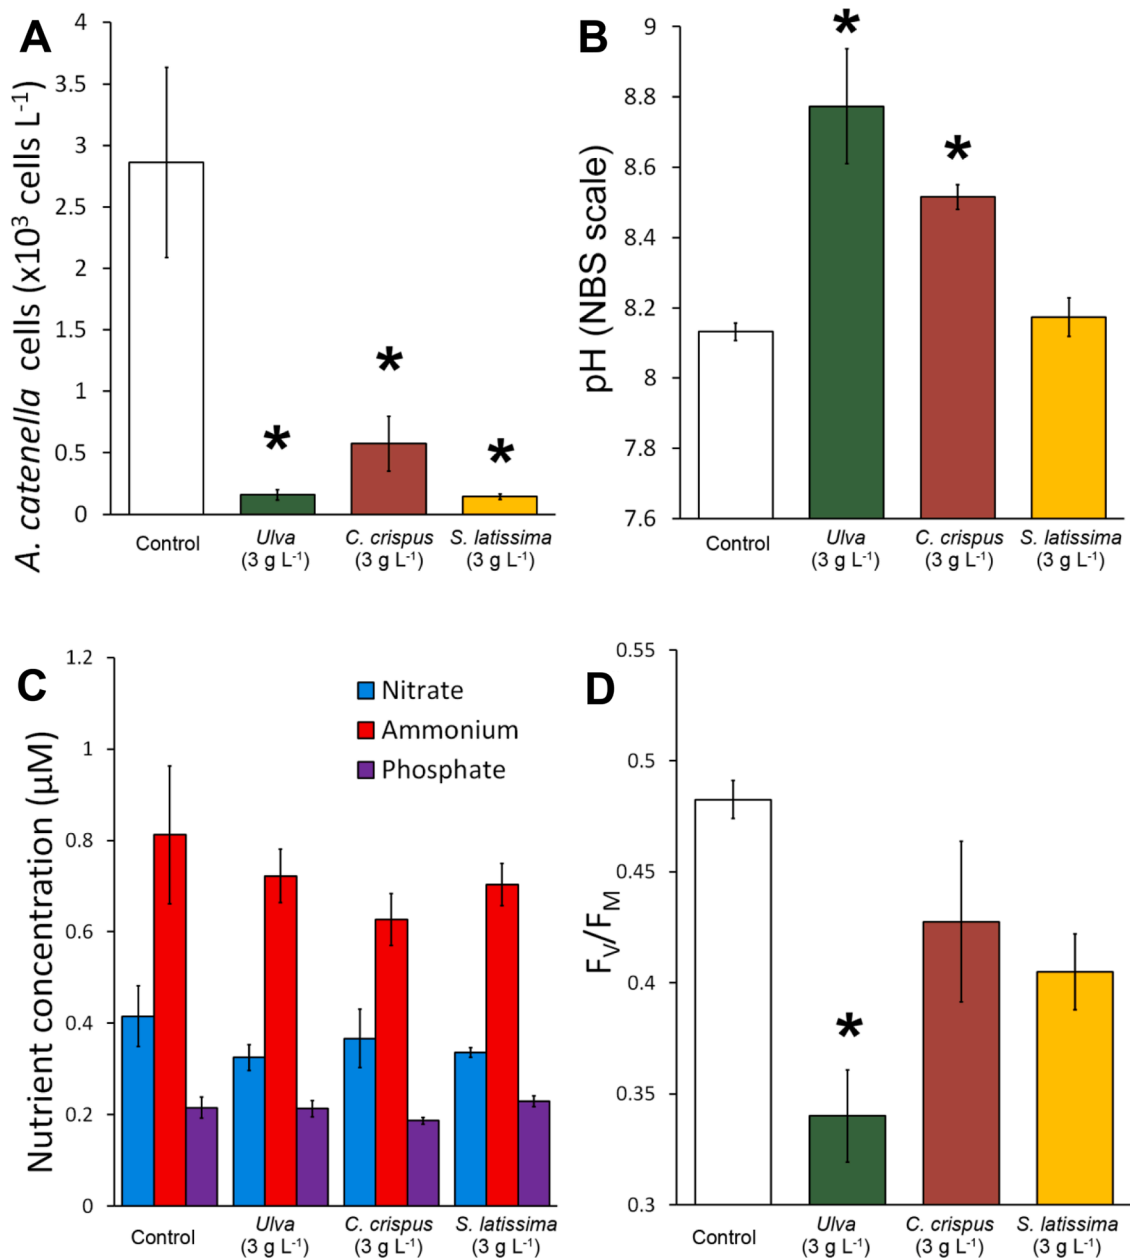 A
A. catenella cells (x10³ cells L⁻¹)
4
3.5
3
2.5
2
1.5
1
0.5
0
*
*
*
Control
Ulva
(3 g L⁻¹)
C. crispus
(3 g L⁻¹)
S. latissima
(3 g L⁻¹)
B
pH (NBS scale)
9
8.8
8.6
8.4
8.2
8
7.8
7.6
*
*
Control
Ulva
(3 g L⁻¹)
C. crispus
(3 g L⁻¹)
S. latissima
(3 g L⁻¹)
C
Nutrient concentration (µM)
1.2
1
0.8
0.6
0.4
0.2
0
Nitrate
Ammonium
Phosphate
Control
Ulva
(3 g L⁻¹)
C. crispus
(3 g L⁻¹)
S. latissima
(3 g L⁻¹)
D
Fᵥ/F_M
0.55
0.5
0.45
0.4
0.35
0.3
*
Control
Ulva
(3 g L⁻¹)
C. crispus
(3 g L⁻¹)
S. latissima
(3 g L⁻¹)